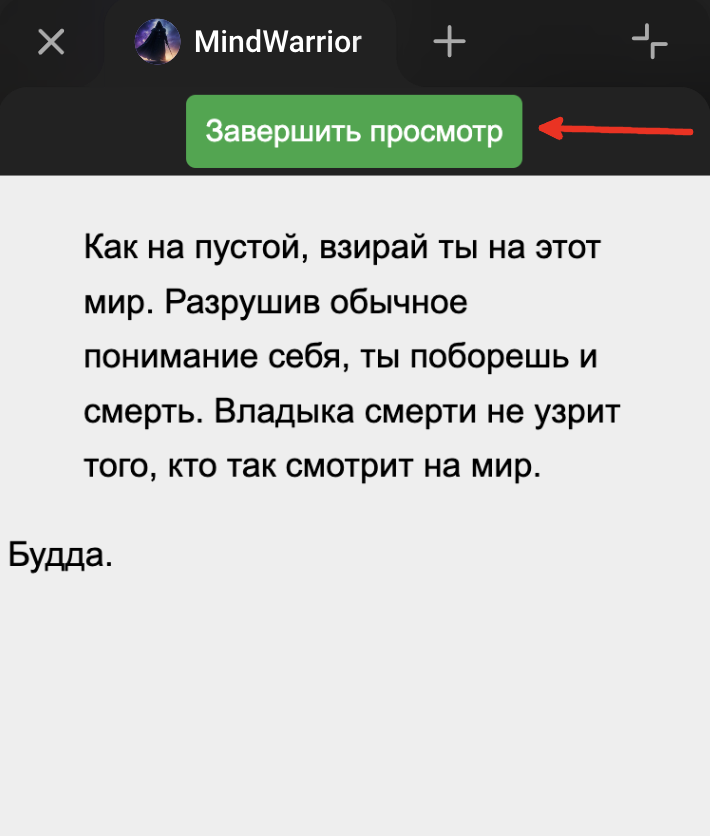 MindWarrior
Завершить просмотр
Как на пустой, взирай ты на этот
мир. Разрушив обычное
понимание себя, ты поборешь и
смерть. Владыка смерти не узрит
того, кто так смотрит на мир.
Будда.